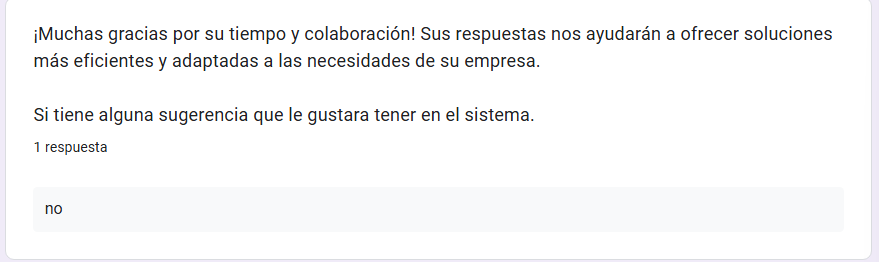 ¡Muchas gracias por su tiempo y colaboración! Sus respuestas nos ayudarán a ofrecer soluciones
más eficientes y adaptadas a las necesidades de su empresa.
Si tiene alguna sugerencia que le gustara tener en el sistema.
1 respuesta
no